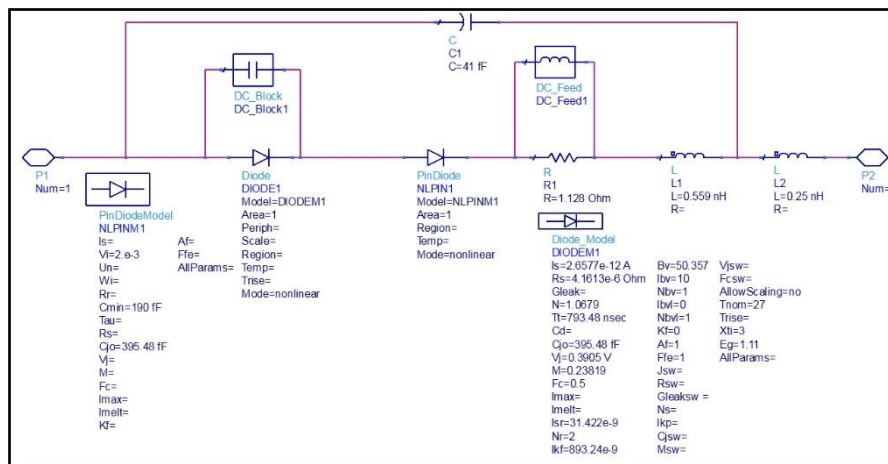 C
C1
C=41 fF
DC_Block
DC_Block1
DC_Feed
DC_Feed1
P1
Num=1
PinDiodeModel
NLPINM1
Is=
Vi=2.e-3
Un=
Wi=
Rr=
Cmin=190 fF
Tau=
Rs=
Cjo=395.48 fF
Vj=
M=
Fc=
Imax=
Imelt=
Kf=
Af=
Ffe=
AllParams=
Diode
DIODE1
Model=DIODEM1
Area=1
Periph=
Scale=
Region=
Temp=
Trise=
Mode=nonlinear
PinDiode
NLPIN1
Model=NLPINM1
Area=1
Region=
Temp=
Mode=nonlinear
R
R1
R=1.128 Ohm
L
L1
L=0.559 nH
R=
L
L2
L=0.25 nH
R=
P2
Num=
Diode_Model
DIODEM1
Is=2.6577e-12 A
Rs=4.1613e-6 Ohm
Gleak=
N=1.0679
Tt=793.48 nsec
Cd=
Cjo=395.48 fF
Vj=0.3905 V
M=0.23819
Fc=0.5
Imax=
Imelt=
Isr=31.422e-9
Nr=2
Ikf=893.24e-9
Bv=50.357
Ibv=10
Nbv=1
Ibvl=0
Nbvl=1
Kf=0
Af=1
Ffe=1
Jsw=
Rsw=
Gleaksw =
Ns=
Ikp=
Cjsw=
Msw=
Vjsw=
Fcsw=
AllowScaling=no
Tnom=27
Trise=
Xti=3
Eg=1.11
AllParams=